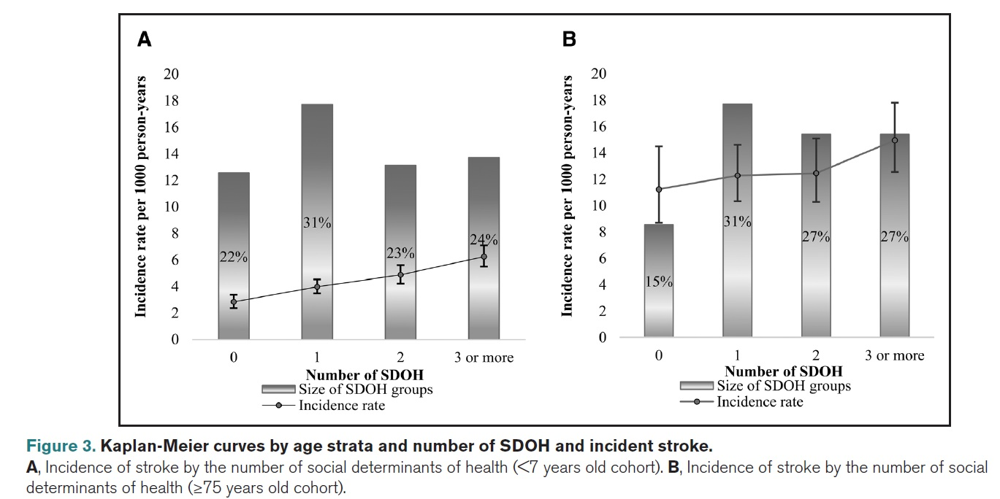 A
Incidence rate per 1000 person-years
20
18
16
14
12
10
8
6
4
2
0
22%
31%
23%
24%
0
1
2
3 or more
Number of SDOH
Size of SDOH groups
Incidence rate
B
Incidence rate per 1000 person-years
20
18
16
14
12
10
8
6
4
2
0
15%
31%
27%
27%
0
1
2
3 or more
Number of SDOH
Size of SDOH groups
Incidence rate
Figure 3. Kaplan-Meier curves by age strata and number of SDOH and incident stroke.
A, Incidence of stroke by the number of social determinants of health (<7 years old cohort). B, Incidence of stroke by the number of social
determinants of health (≥75 years old cohort).